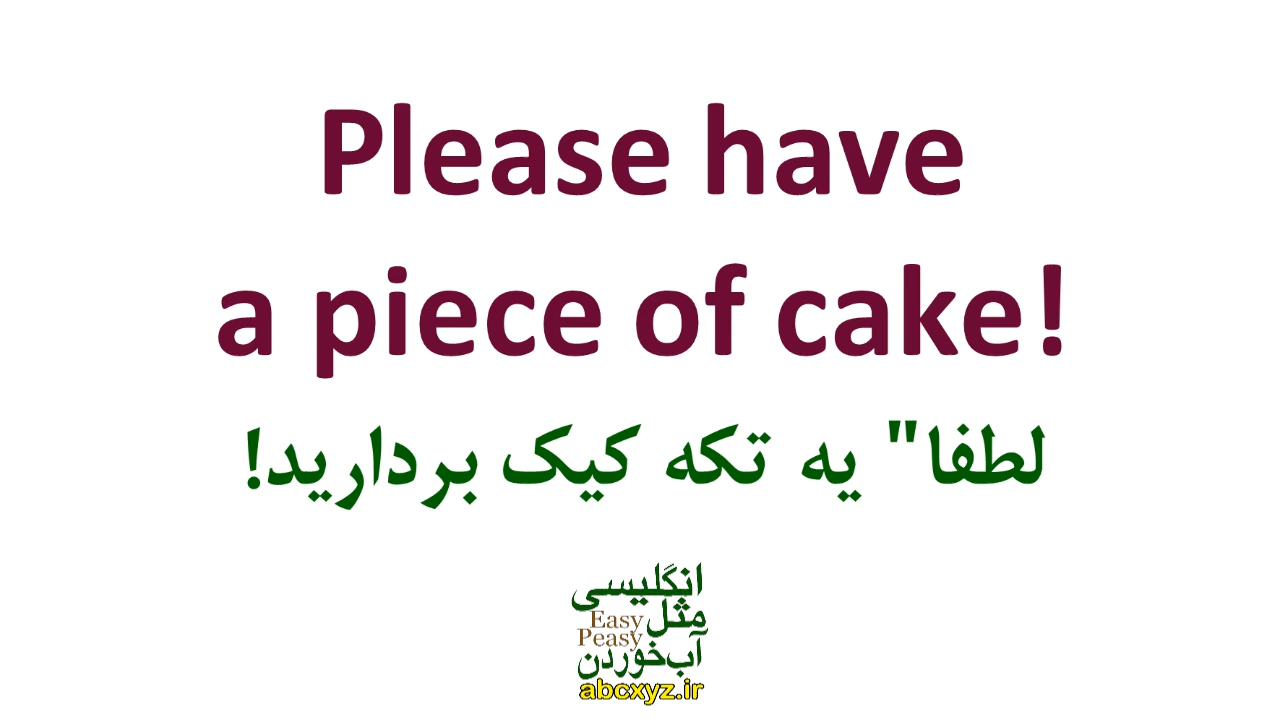 Please have
a piece of cake!
لطفا" یه تکه کیک بردارید!
انگلیسی
مثل
Easy
Peasy
آب‌خوردن
abcxyz.ir